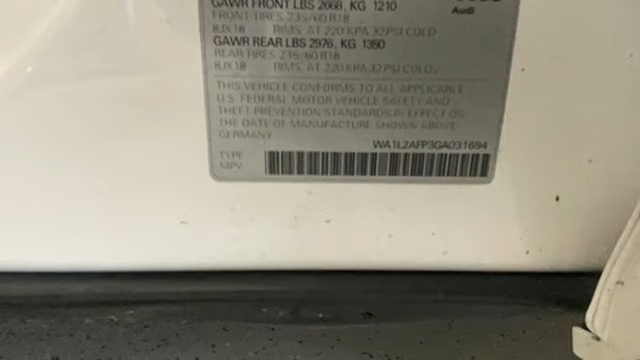 GAWR FRONT LBS 2668, KG 1210
FRONT TIRES 235/60 R18
8JX18 RIMS AT 220 KPA 32 PSI COLD
Audi
GAWR REAR LBS 2976, KG 1350
REAR TIRES 235/60 R18
8JX18 RIMS AT 220 KPA 32 PSI COLD
THIS VEHICLE CONFORMS TO ALL APPLICABLE
U.S. FEDERAL MOTOR VEHICLE SAFETY AND
THEFT PREVENTION STANDARDS IN EFFECT ON
THE DATE OF MANUFACTURE SHOWN ABOVE.
GERMANY
WA1L2AFP3GA031694
TYPE
MPV